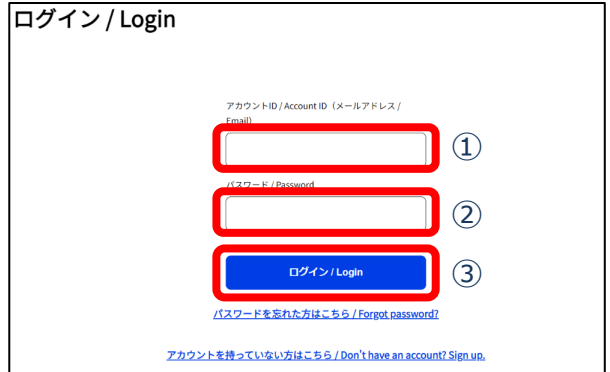 ログイン / Login
アカウントID / Account ID（メールアドレス /
Email）
①
パスワード / Password
②
ログイン / Login
③
パスワードを忘れた方はこちら / Forgot password?
アカウントを持っていない方はこちら / Don't have an account? Sign up.